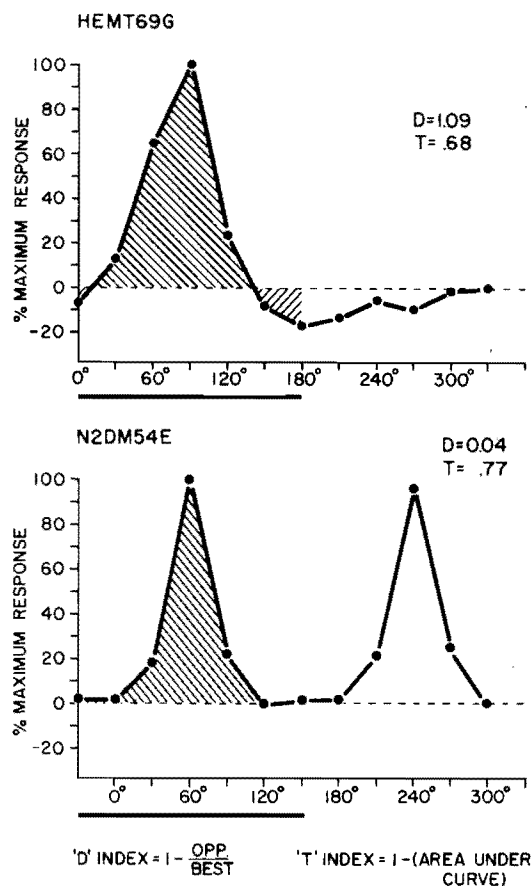 HEMT69G
% MAXIMUM RESPONSE
100
80
60
40
20
0
-20
D=1.09
T= .68
0° 60° 120° 180° 240° 300°
N2DM54E
% MAXIMUM RESPONSE
100
80
60
40
20
0
-20
D=0.04
T= .77
0° 60° 120° 180° 240° 300°
'D' INDEX = 1 - OPP.
BEST
'T' INDEX = 1-(AREA UNDER
CURVE)